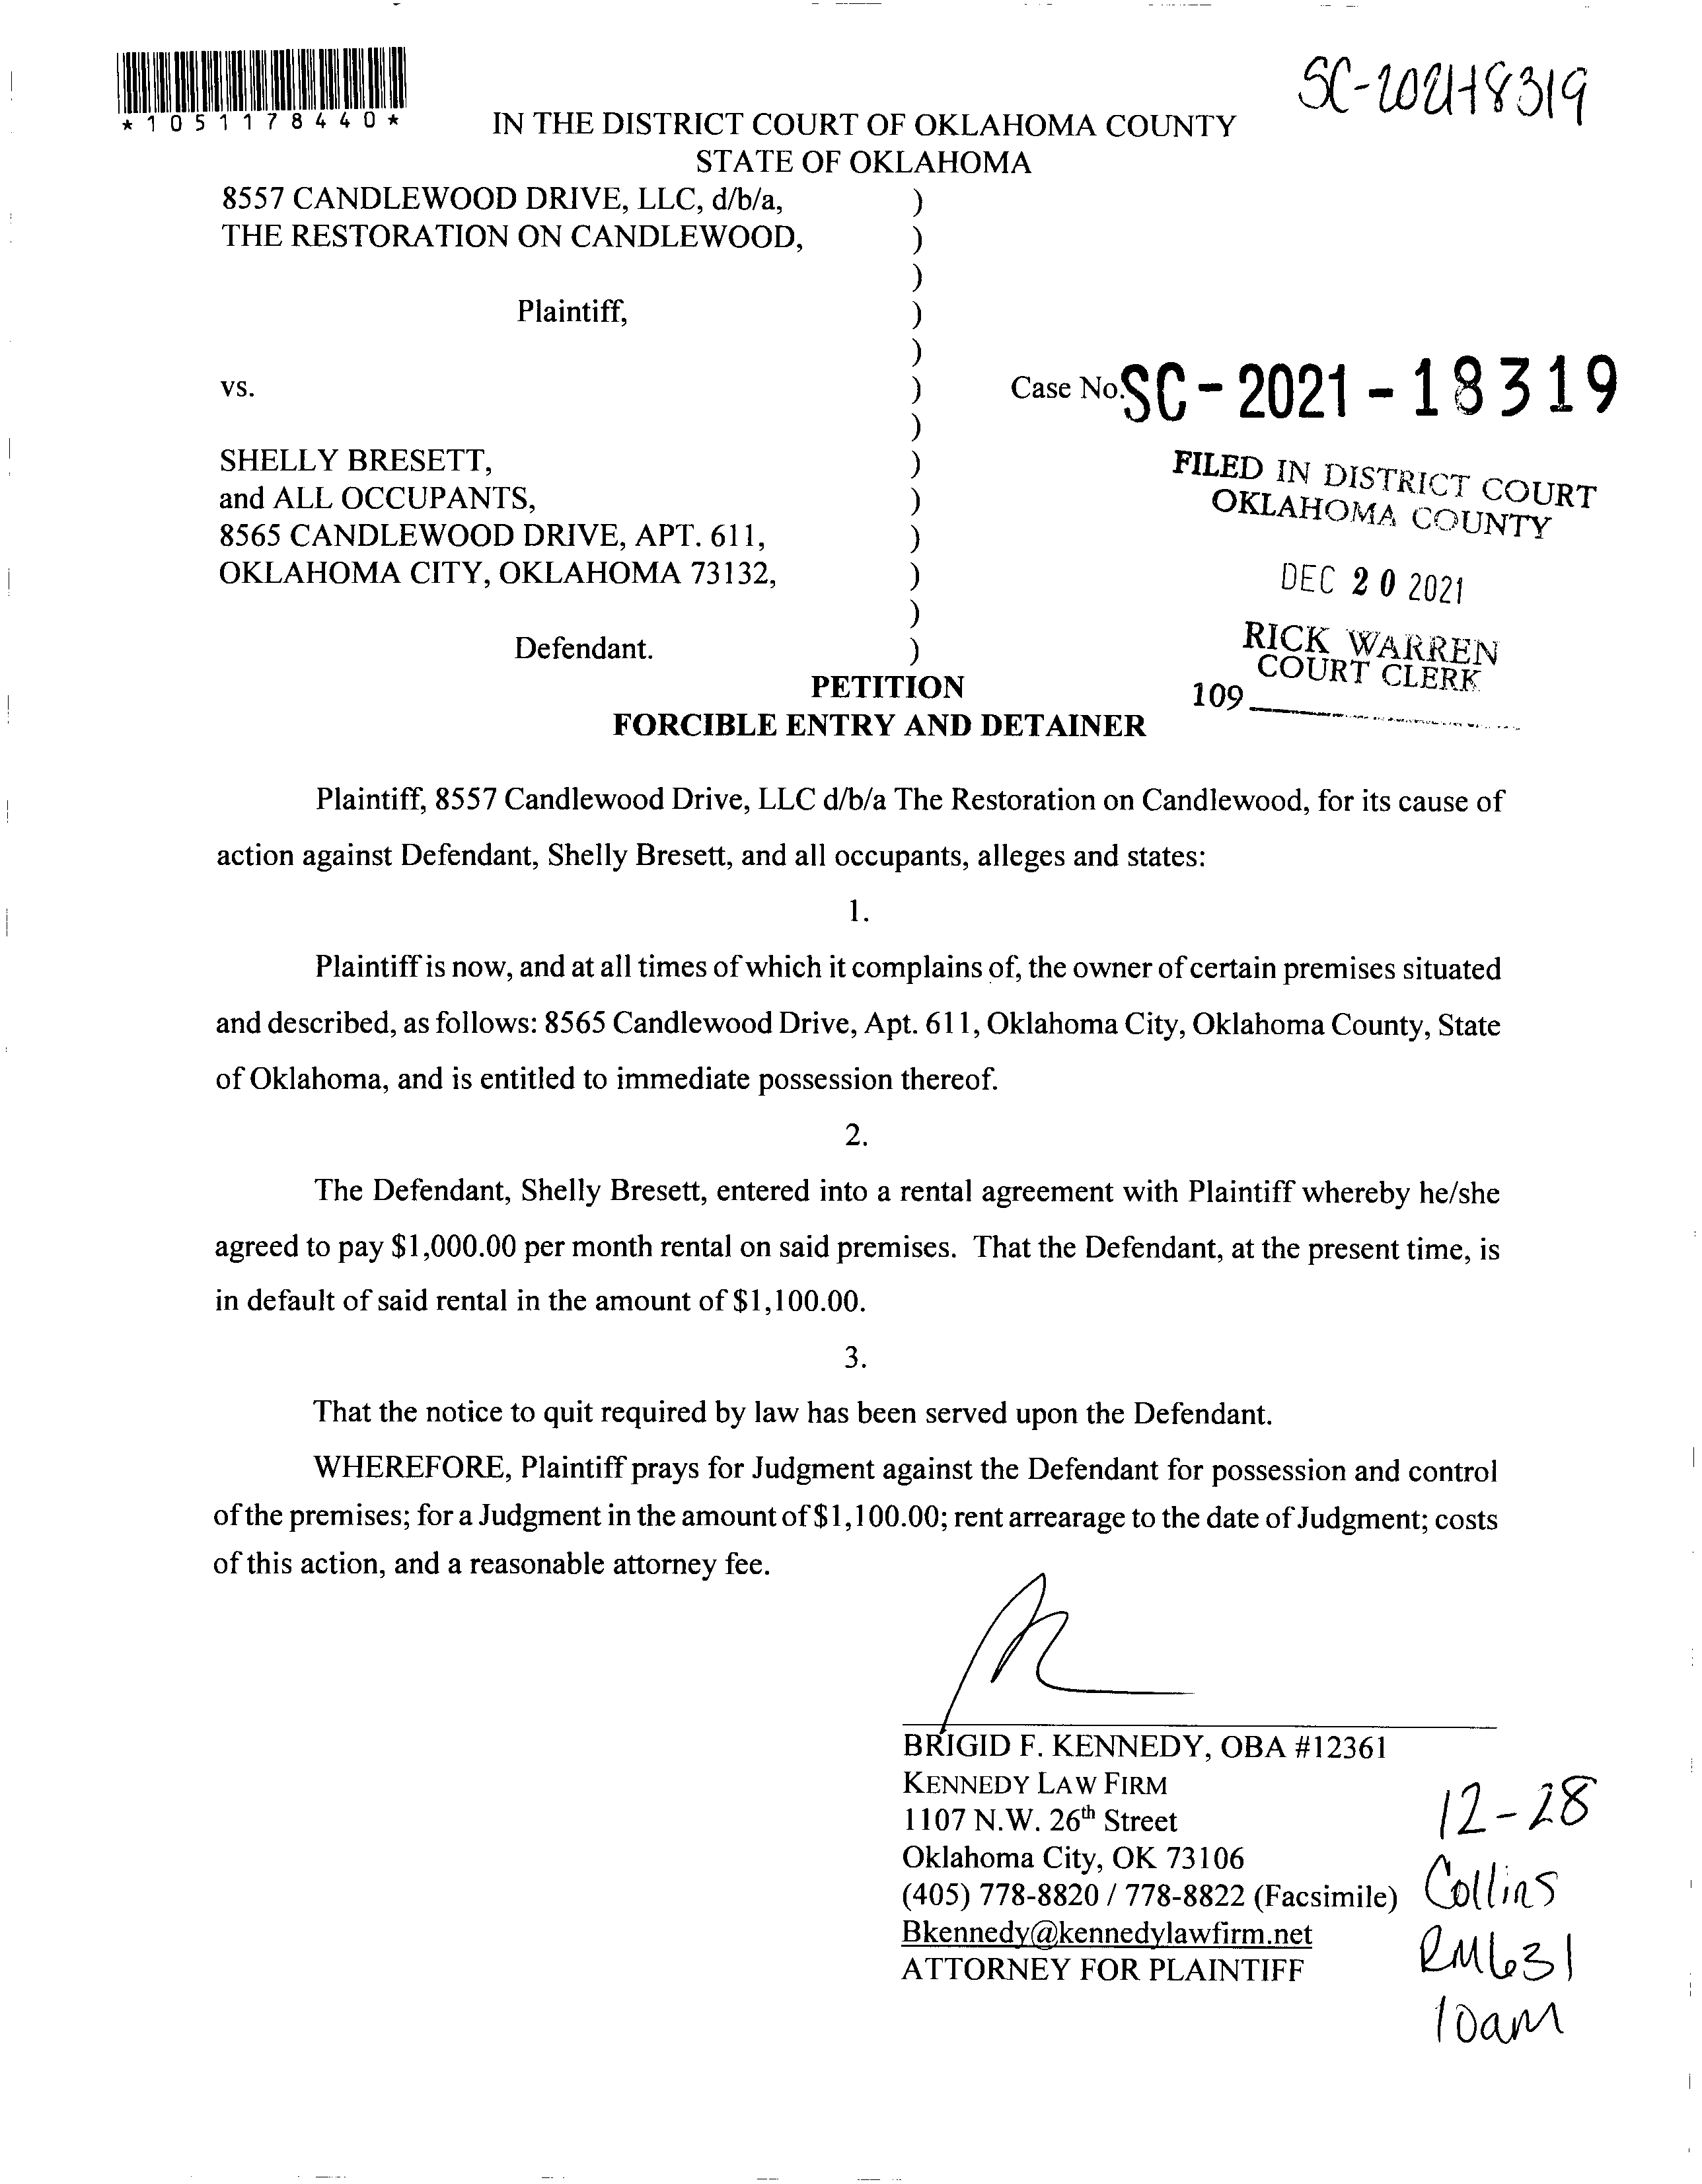 SC-2021-18319
*1051178440*
IN THE DISTRICT COURT OF OKLAHOMA COUNTY
STATE OF OKLAHOMA
8557 CANDLEWOOD DRIVE, LLC, d/b/a, )
THE RESTORATION ON CANDLEWOOD, )
)
Plaintiff, )
)
vs. ) Case No. SC-2021-18319
)
SHELLY BRESETT, )
and ALL OCCUPANTS, )
8565 CANDLEWOOD DRIVE, APT. 611, )
OKLAHOMA CITY, OKLAHOMA 73132, )
)
Defendant. )
FILED IN DISTRICT COURT
OKLAHOMA COUNTY
DEC 20 2021
RICK WARREN
COURT CLERK
109
PETITION
FORCIBLE ENTRY AND DETAINER
Plaintiff, 8557 Candlewood Drive, LLC d/b/a The Restoration on Candlewood, for its cause of
action against Defendant, Shelly Bresett, and all occupants, alleges and states:
1.
Plaintiff is now, and at all times of which it complains of, the owner of certain premises situated
and described, as follows: 8565 Candlewood Drive, Apt. 611, Oklahoma City, Oklahoma County, State
of Oklahoma, and is entitled to immediate possession thereof.
2.
The Defendant, Shelly Bresett, entered into a rental agreement with Plaintiff whereby he/she
agreed to pay $1,000.00 per month rental on said premises. That the Defendant, at the present time, is
in default of said rental in the amount of $1,100.00.
3.
That the notice to quit required by law has been served upon the Defendant.
WHEREFORE, Plaintiff prays for Judgment against the Defendant for possession and control
of the premises; for a Judgment in the amount of $1,100.00; rent arrearage to the date of Judgment; costs
of this action, and a reasonable attorney fee.
BRIGID F. KENNEDY, OBA #12361
KENNEDY LAW FIRM
1107 N.W. 26th Street
Oklahoma City, OK 73106
(405) 778-8820 / 778-8822 (Facsimile)
Bkennedy@kennedylawfirm.net
ATTORNEY FOR PLAINTIFF
12-28
Collins
RM631
10am